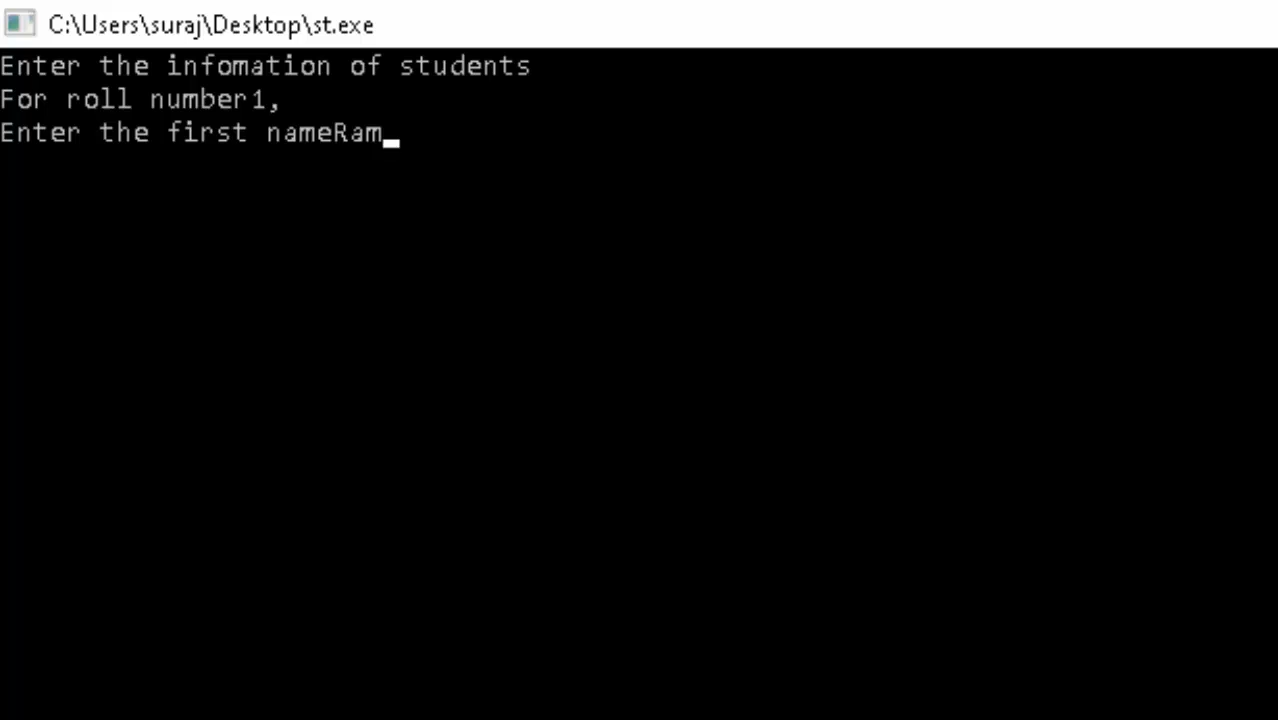 C:\Users\suraj\Desktop\st.exe
Enter the infomation of students
For roll number1,
Enter the first nameRam